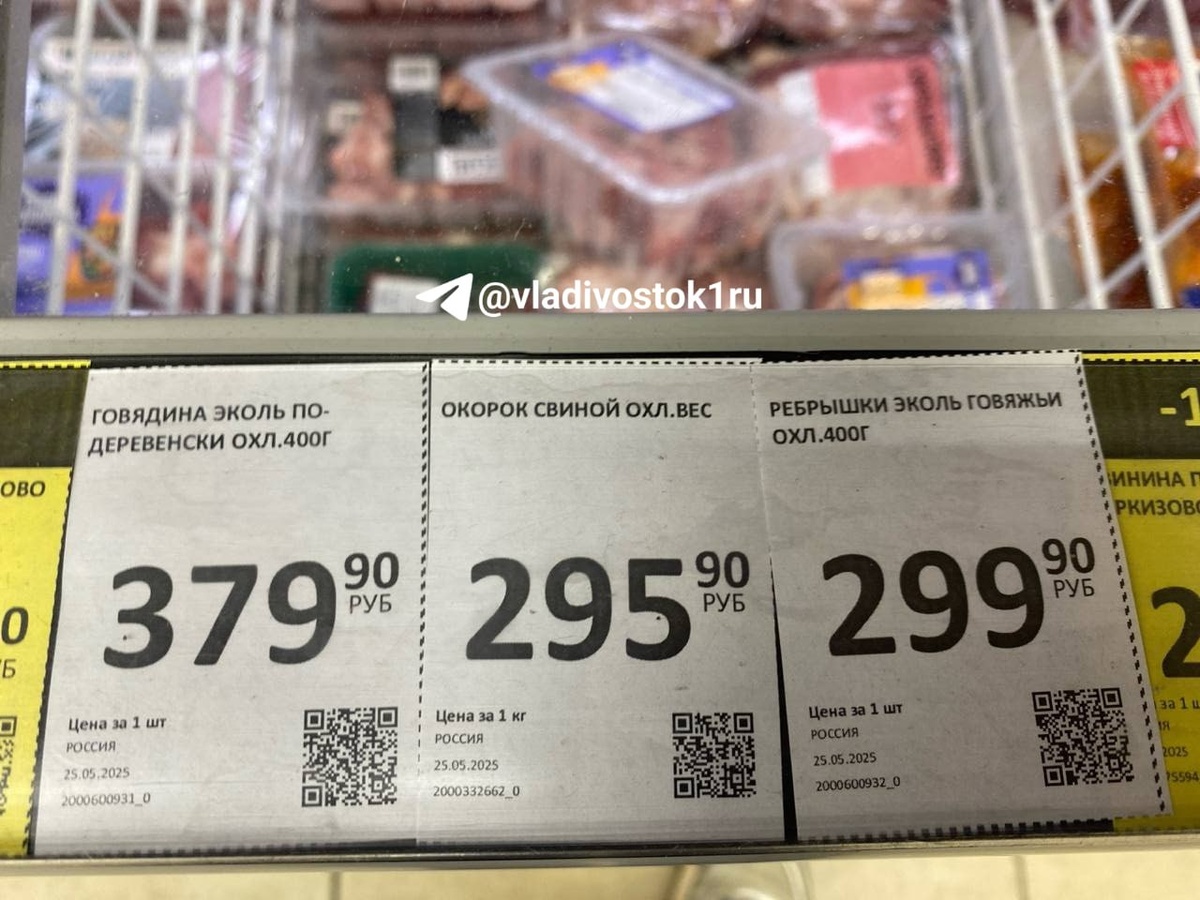 @vladivostok1ru
ГОВЯДИНА ЭКОЛЬ ПО-
ДЕРЕВЕНСКИ ОХЛ.400Г
379 90
РУБ
Цена за 1 шт
РОССИЯ
25.05.2025
2000600931_0
ОКОРОК СВИНОЙ ОХЛ.ВЕС
295 90
РУБ
Цена за 1 кг
РОССИЯ
25.05.2025
2000332662_0
РЕБРЫШКИ ЭКОЛЬ ГОВЯЖЬИ
ОХЛ.400Г
299 90
РУБ
Цена за 1 шт
РОССИЯ
25.05.2025
2000600932_0